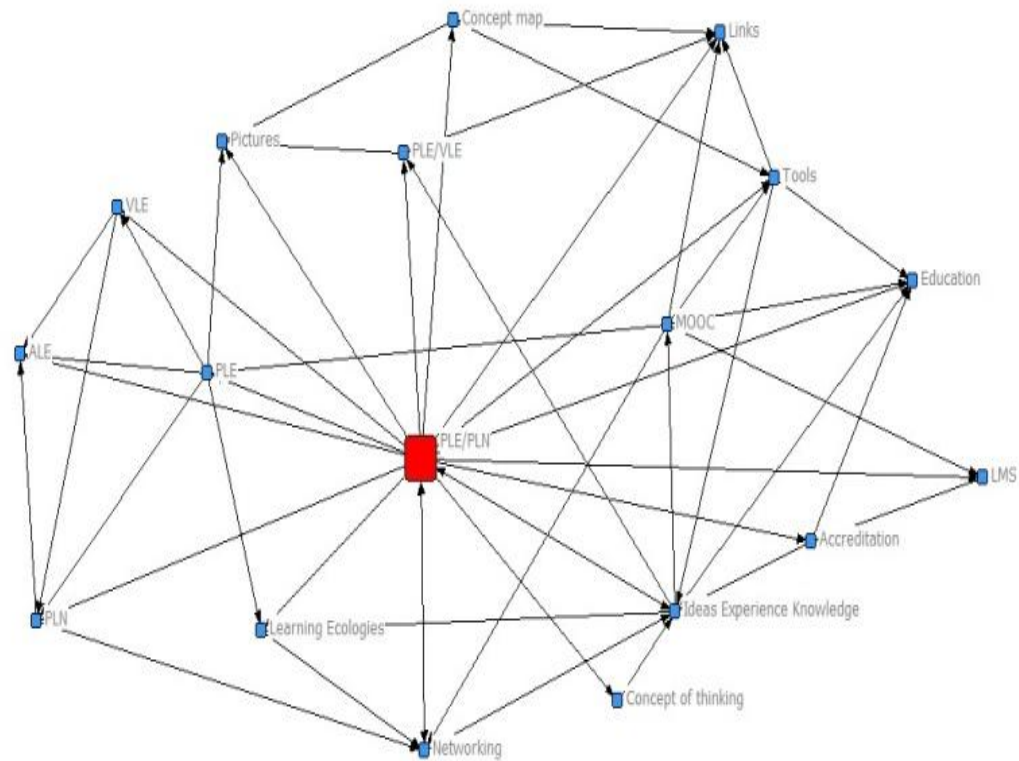 Concept map
Links
Pictures
PLE/VLE
Tools
VLE
Education
MOOC
ALE
PLE
PLE/PLN
LMS
Accreditation
Ideas Experience Knowledge
PLN
Learning Ecologies
Concept of thinking
Networking